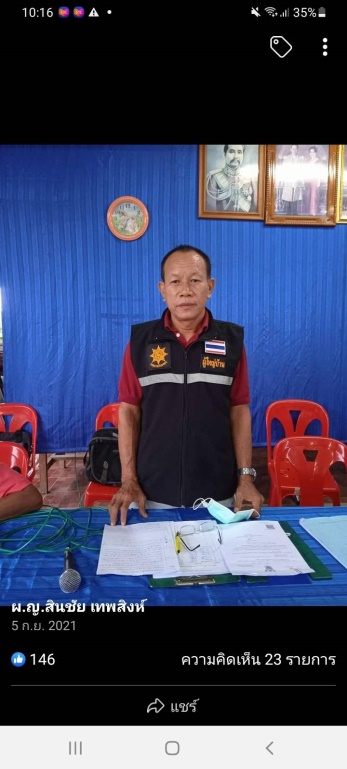 10:16
35%
ผู้ใหญ่บ้าน
ผ.ญ.สินชัย เทพสิงห์
5 ก.ย. 2021
146
ความคิดเห็น 23 รายการ
แชร์